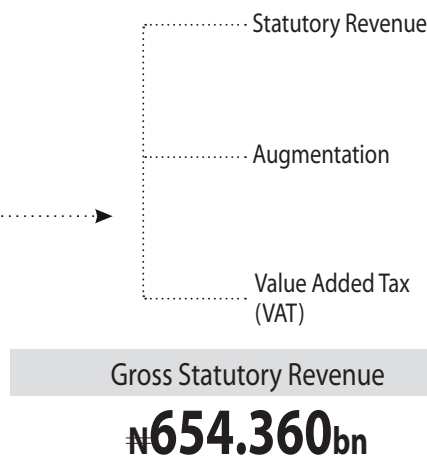 Statutory Revenue
Augmentation
Value Added Tax
(VAT)
Gross Statutory Revenue
₦654.360bn